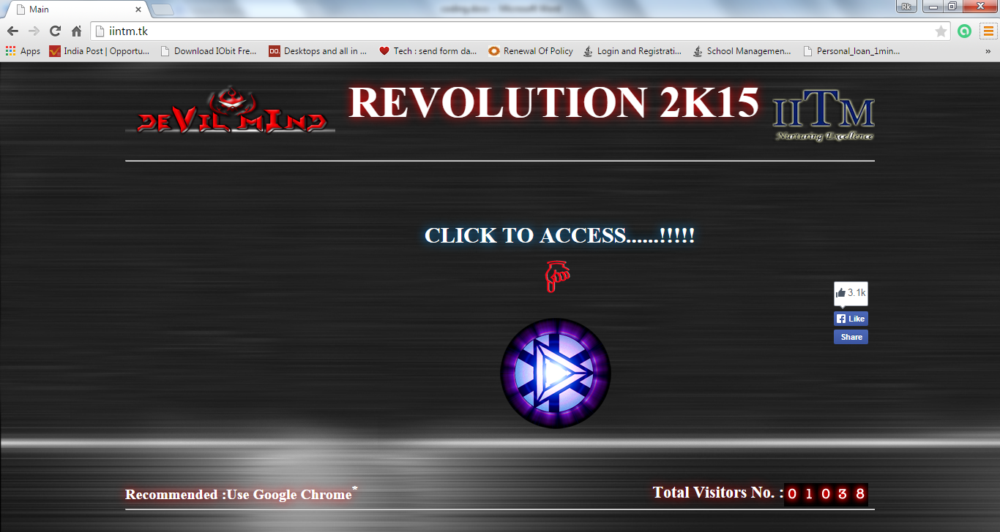 Main
Rk
iintm.tk
Apps
India Post | Opportu...
Download IObit Fre...
DO.
Desktops and all in ...
Tech : send form da...
Renewal Of Policy
Login and Registrati...
School Managemen...
Personal_loan_1min...
»
DEVIL MIND
REVOLUTION 2K15
IITM
Nurturing Excellence
CLICK TO ACCESS......!!!!!
3.1k
Like
Share
Recommended :Use Google Chrome*
Total Visitors No. : 01038